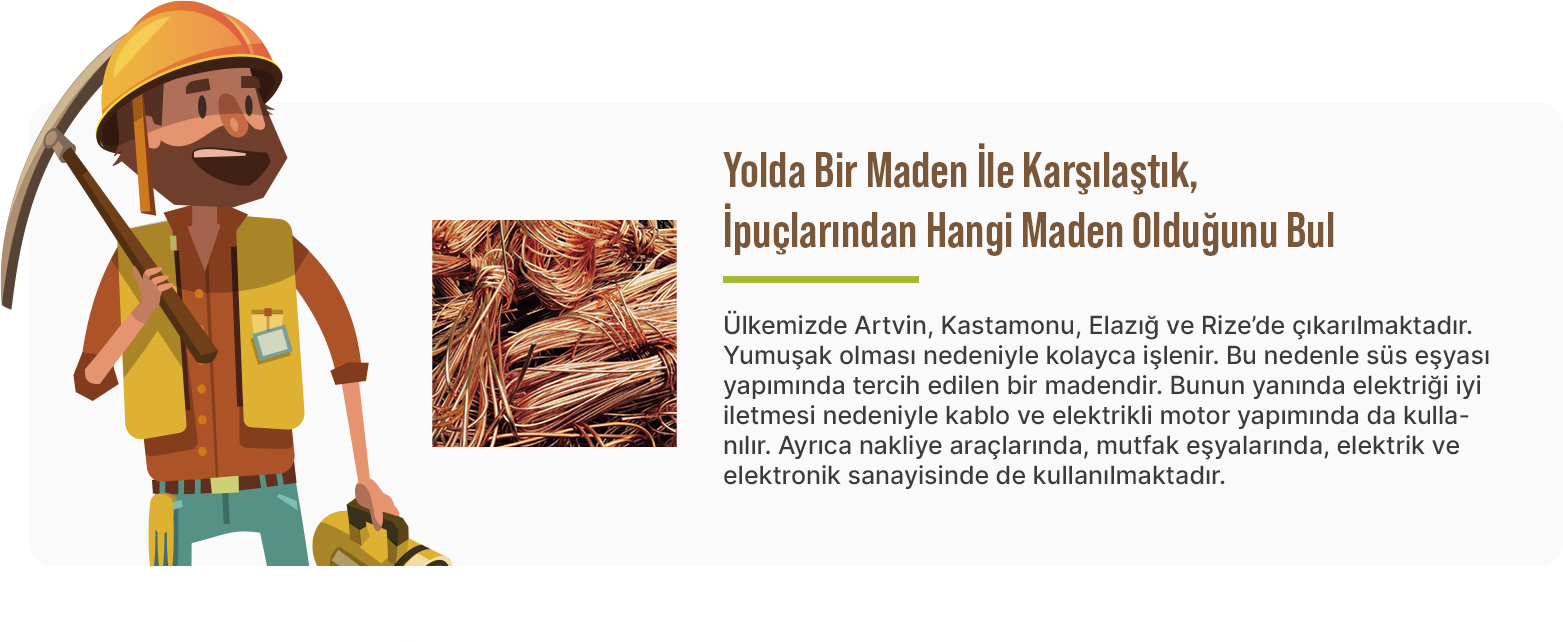 Yolda Bir Maden İle Karşılaştık,
İpuçlarından Hangi Maden Olduğunu Bul
Ülkemizde Artvin, Kastamonu, Elazığ ve Rize’de çıkarılmaktadır.
Yumuşak olması nedeniyle kolayca işlenir. Bu nedenle süs eşyası
yapımında tercih edilen bir madendir. Bunun yanında elektriği iyi
iletmesi nedeniyle kablo ve elektrikli motor yapımında da kulla-
nılır. Ayrıca nakliye araçlarında, mutfak eşyalarında, elektrik ve
elektronik sanayisinde de kullanılmaktadır.